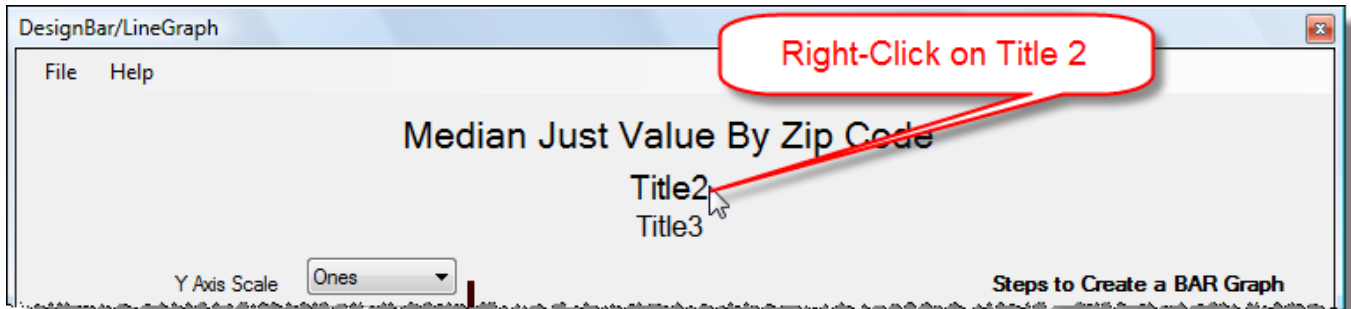 DesignBar/LineGraph
Right-Click on Title 2
File Help
Median Just Value By Zip Code
Title2
Title3
Y Axis Scale Ones
Steps to Create a BAR Graph